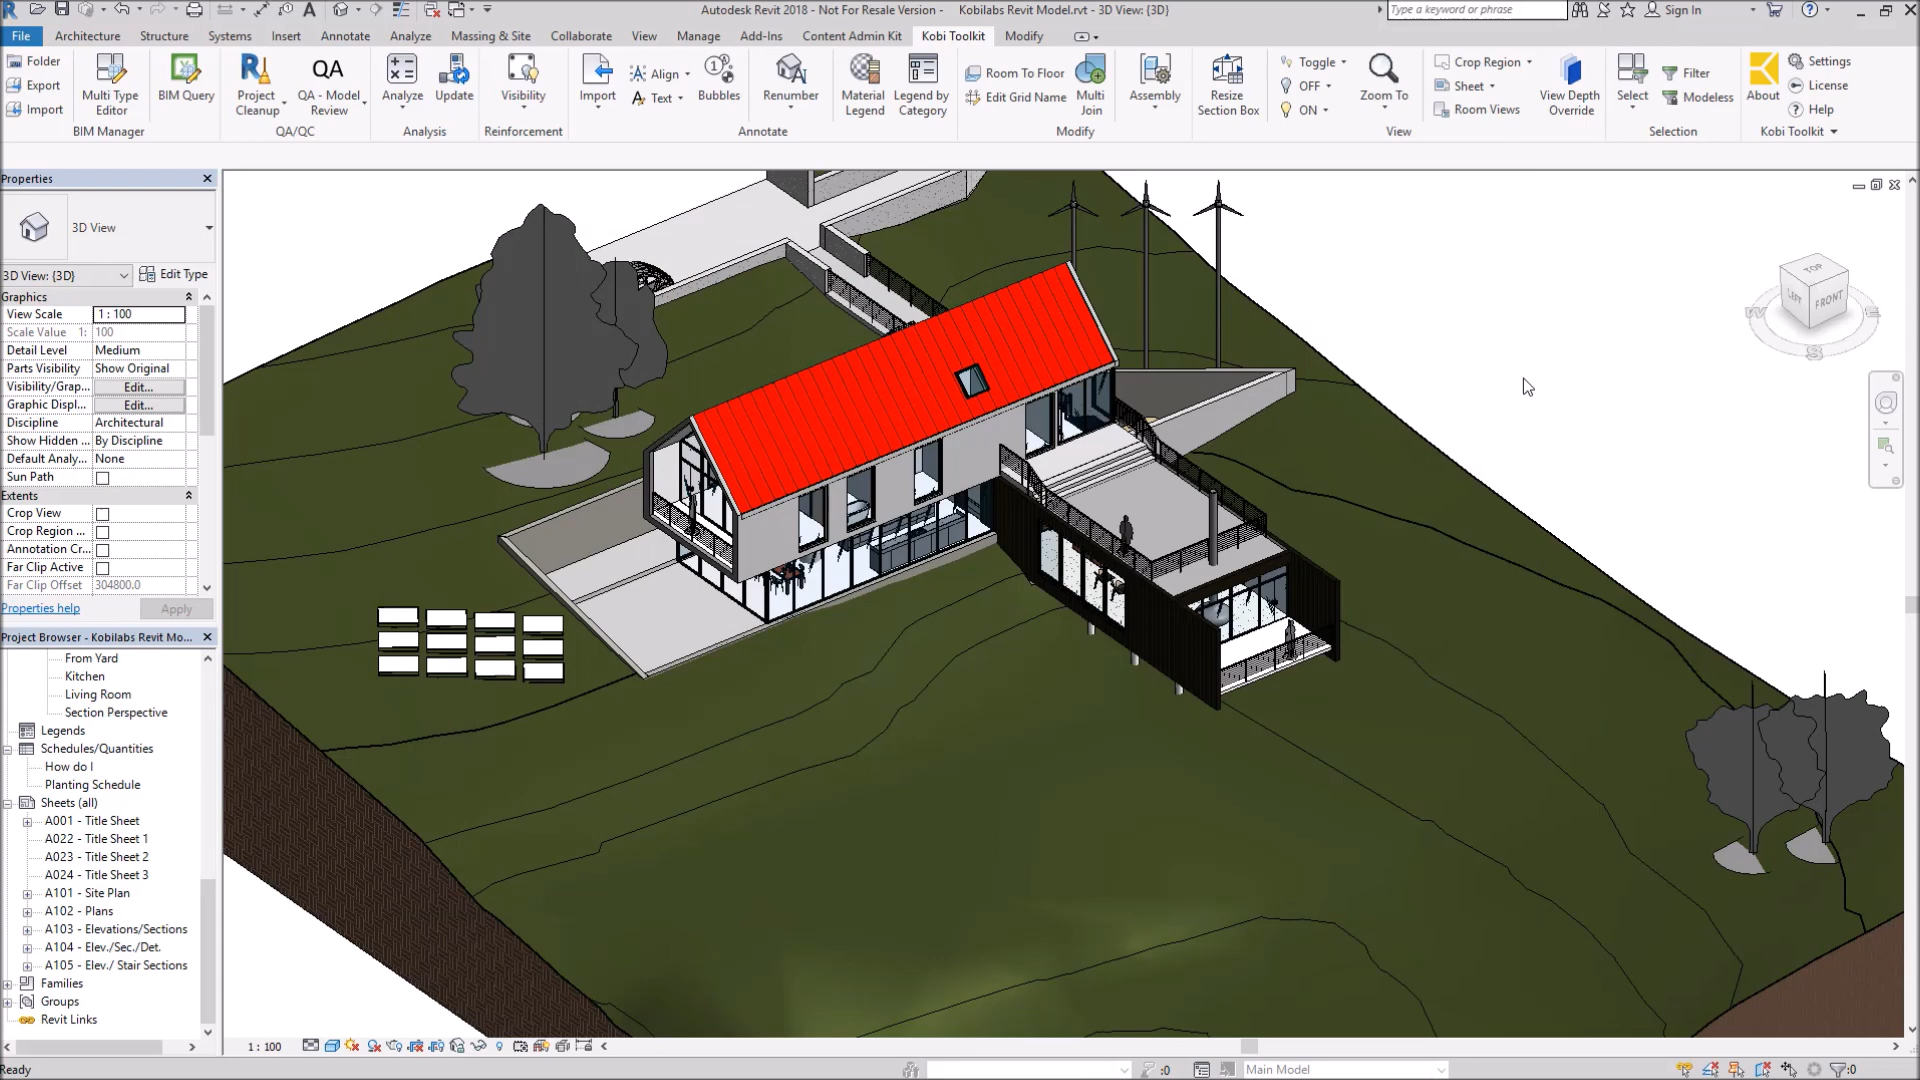 Autodesk Revit 2018 - Not For Resale Version - Kobilabs Revit Model.rvt - 3D View: {3D}
Type a keyword or phrase
Sign In
File Architecture Structure Systems Insert Annotate Analyze Massing & Site Collaborate View Manage Add-Ins Content Admin Kit Kobi Toolkit Modify
Folder
Export
Import
Multi Type Editor
BIM Query
BIM Manager
Project Cleanup
QA - Model Review
QA/QC
Analyze
Update
Analysis
Visibility
Reinforcement
Import
Align
Text
Bubbles
Renumber
Material Legend
Legend by Category
Annotate
Room To Floor
Edit Grid Name
Multi Join
Modify
Assembly
Resize Section Box
Toggle
OFF
ON
Zoom To
Crop Region
Sheet
Room Views
View Depth Override
View
Select
Filter
Modeless
Selection
About
Settings
License
Help
Kobi Toolkit
Properties
3D View
3D View: {3D}
Edit Type
Graphics
View Scale 1 : 100
Scale Value 1: 100
Detail Level Medium
Parts Visibility Show Original
Visibility/Grap... Edit...
Graphic Displ... Edit...
Discipline Architectural
Show Hidden ... By Discipline
Default Analy... None
Sun Path
Extents
Crop View
Crop Region ...
Annotation Cr...
Far Clip Active
Far Clip Offset 304800.0
Properties help
Apply
Project Browser - Kobilabs Revit Mo...
From Yard
Kitchen
Living Room
Section Perspective
Legends
Schedules/Quantities
How do I
Planting Schedule
Sheets (all)
A001 - Title Sheet
A022 - Title Sheet 1
A023 - Title Sheet 2
A024 - Title Sheet 3
A101 - Site Plan
A102 - Plans
A103 - Elevations/Sections
A104 - Elev./Sec./Det.
A105 - Elev./ Stair Sections
Families
Groups
Revit Links
TOP
LEFT
FRONT
W
E
S
1 : 100
Ready
:0
Main Model
:0